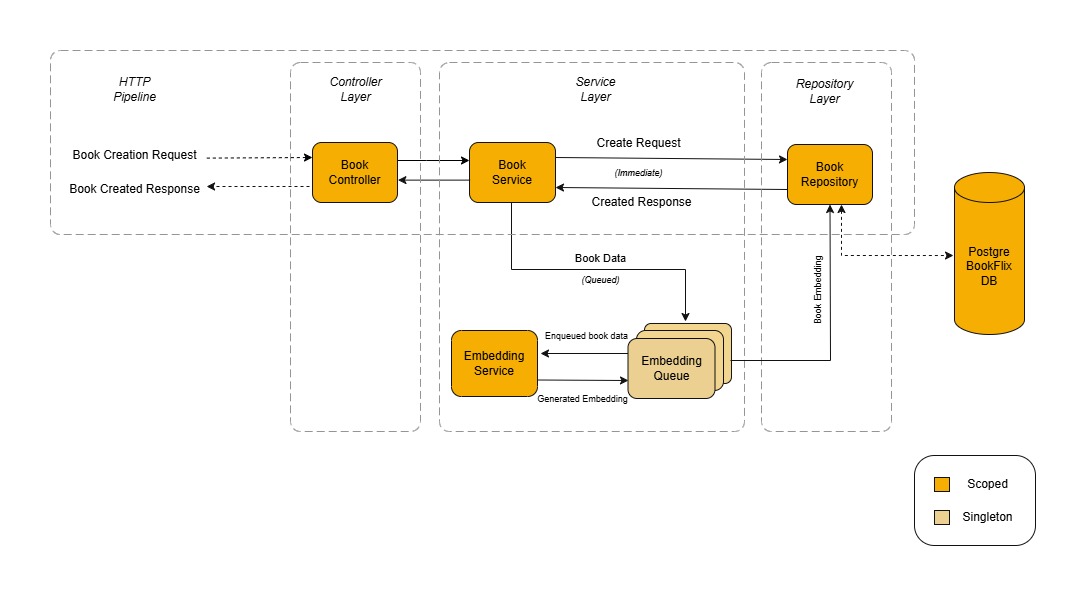 HTTP
Pipeline
Controller
Layer
Service
Layer
Repository
Layer
Book Creation Request
Book Created Response
Book
Controller
Book
Service
Create Request
(Immediate)
Created Response
Book
Repository
Postgre
BookFlix
DB
Book Data
(Queued)
Book Embedding
Embedding
Service
Enqueued book data
Generated Embedding
Embedding
Queue
Scoped
Singleton